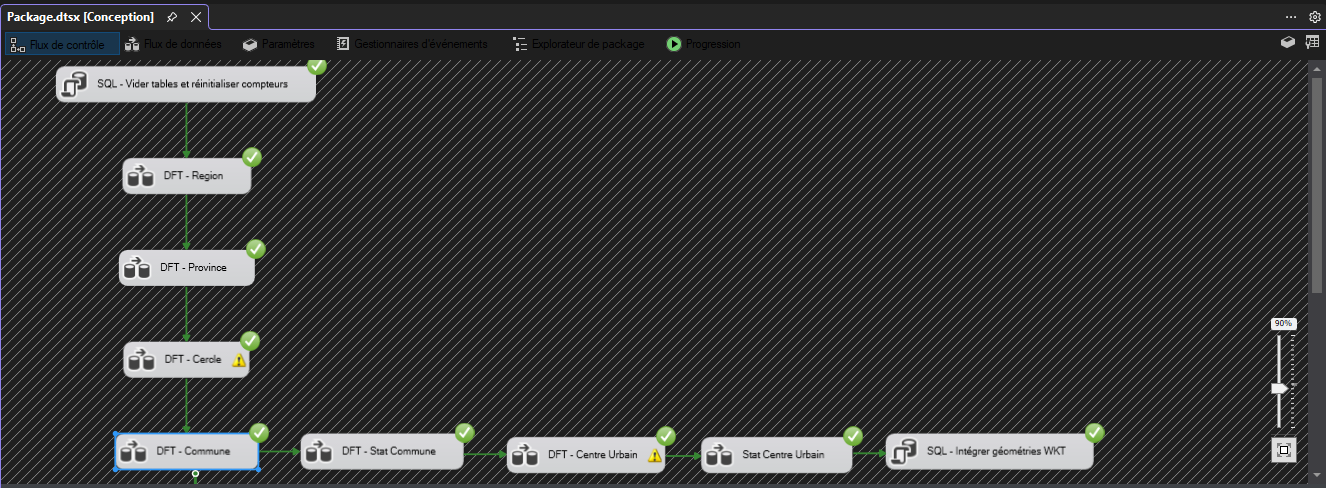 Package.dtsx [Conception]
Flux de contrôle
Flux de données
Paramètres
Gestionnaires d'événements
Explorateur de package
Progression
SQL - Vider tables et réinitialiser compteurs
DFT - Region
DFT - Province
DFT - Cercle
DFT - Commune
DFT - Stat Commune
DFT - Centre Urbain
Stat Centre Urbain
SQL - Intégrer géométries WKT
90%